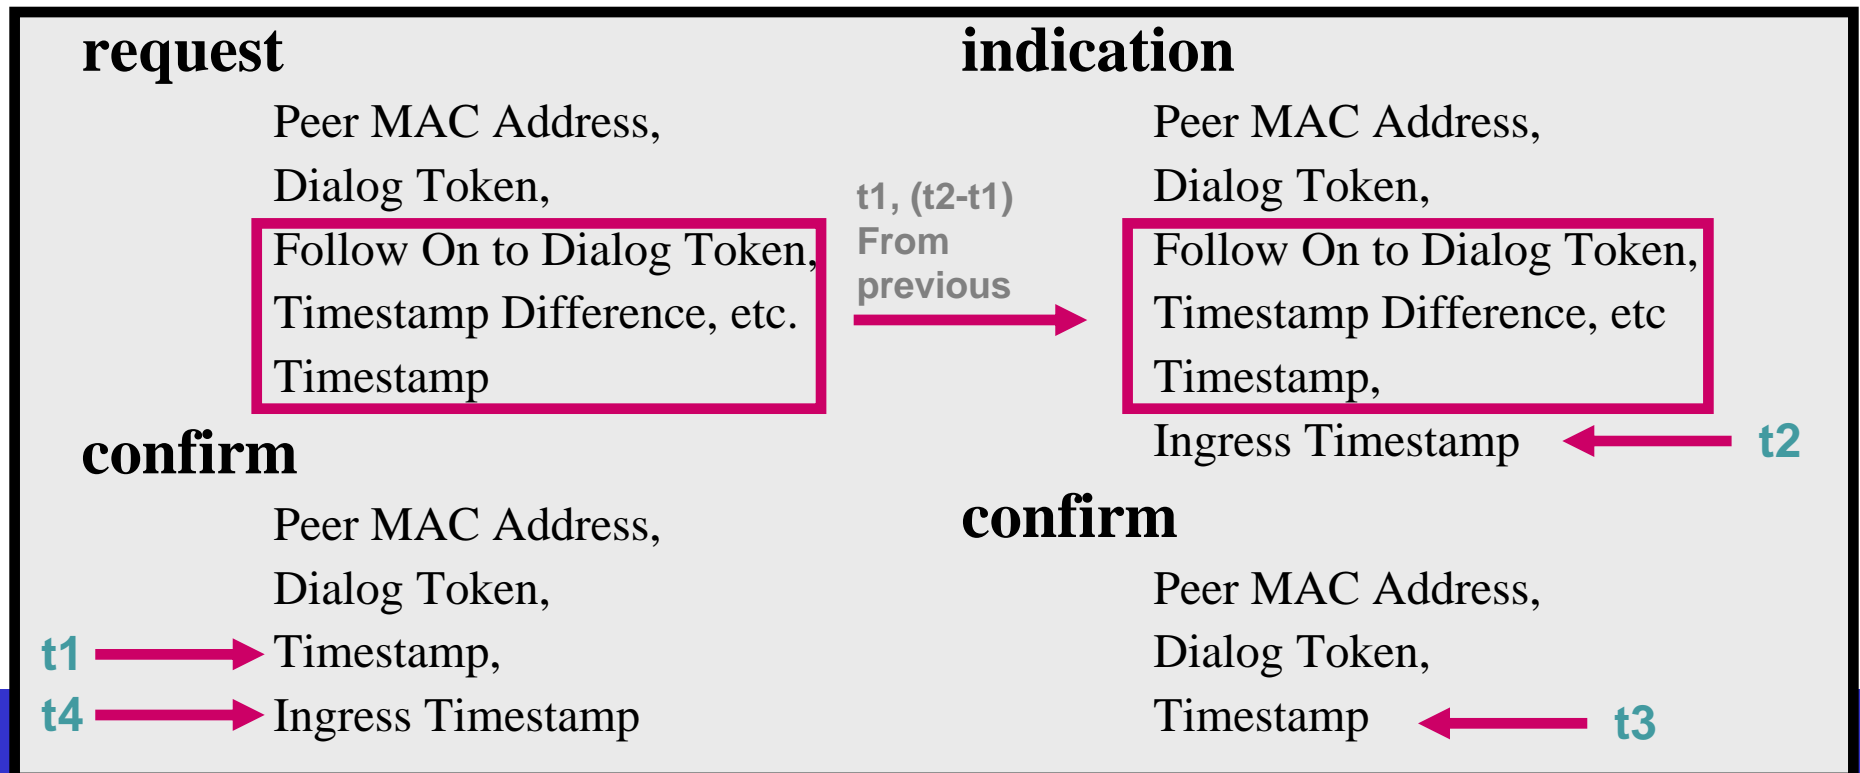 request
Peer MAC Address,
Dialog Token,
Follow On to Dialog Token,
Timestamp Difference, etc.
Timestamp
confirm
Peer MAC Address,
Dialog Token,
t1 Timestamp,
t4 Ingress Timestamp
t1, (t2-t1)
From
previous
indication
Peer MAC Address,
Dialog Token,
Follow On to Dialog Token,
Timestamp Difference, etc
Timestamp,
Ingress Timestamp t2
confirm
Peer MAC Address,
Dialog Token,
Timestamp t3